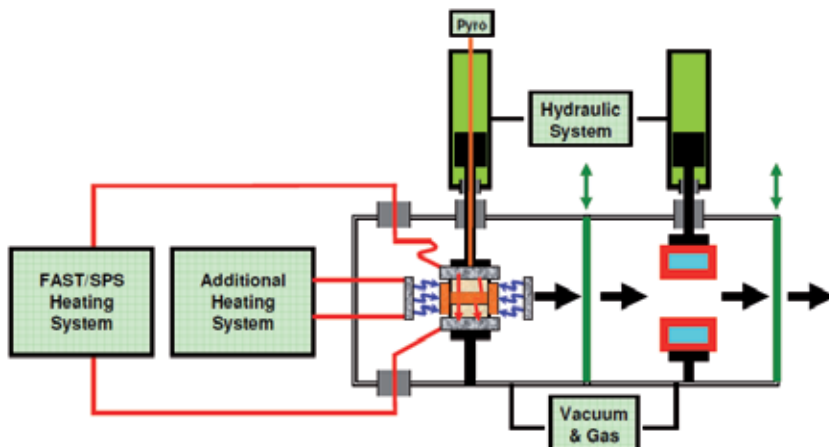 Pyro
Hydraulic
System
FAST/SPS
Heating
System
Additional
Heating
System
Vacuum
& Gas